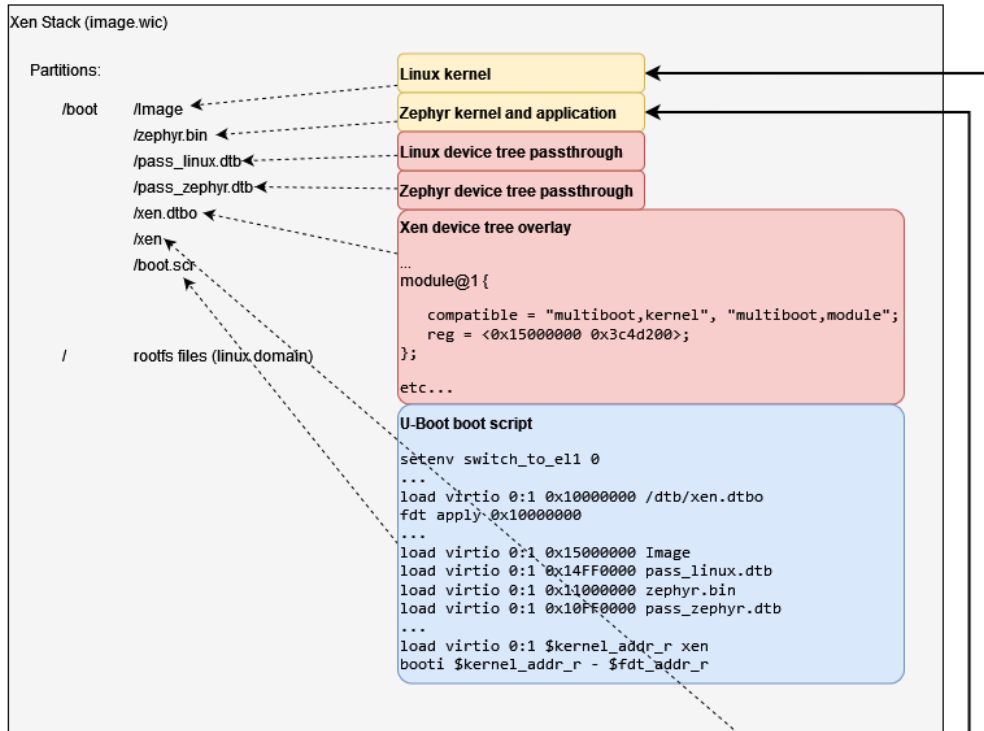 Xen Stack (image.wic)
Partitions:
/boot
/Image
/zephyr.bin
/pass_linux.dtb
/pass_zephyr.dtb
/xen.dtbo
/xen
/boot.scr
/
rootfs files (linux domain)
Linux kernel
Zephyr kernel and application
Linux device tree passthrough
Zephyr device tree passthrough
Xen device tree overlay
...
module@1 {
compatible = "multiboot,kernel", "multiboot,module";
reg = <0x15000000 0x3c4d200>;
};
etc...
U-Boot boot script
setenv switch_to_el1 0
...
load virtio 0:1 0x10000000 /dtb/xen.dtbo
fdt apply 0x10000000
...
load virtio 0:1 0x15000000 Image
load virtio 0:1 0x14FF0000 pass_linux.dtb
load virtio 0:1 0x11000000 zephyr.bin
load virtio 0:1 0x10FF0000 pass_zephyr.dtb
...
load virtio 0:1 $kernel_addr_r xen
booti $kernel_addr_r - $fdt_addr_r